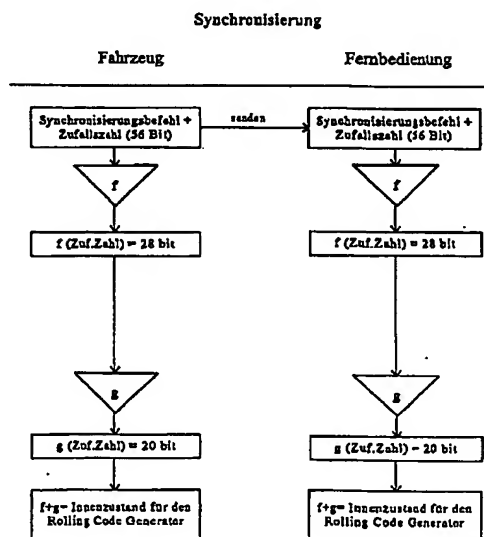 Synchronisierung
Fahrzeug
Fernbedienung
Synchronisierungsbefehl +
Zufallszahl (56 Bit)
senden
Synchronisierungsbefehl +
Zufallszahl (56 Bit)
f
f
f (Zuf.Zahl) = 28 bit
f (Zuf.Zahl) = 28 bit
g
g
g (Zuf.Zahl) = 20 bit
g (Zuf.Zahl) - 20 bit
f+g= Innenzustand für den
Rolling Code Generator
f+g= Innenzustand für den
Rolling Code Generator